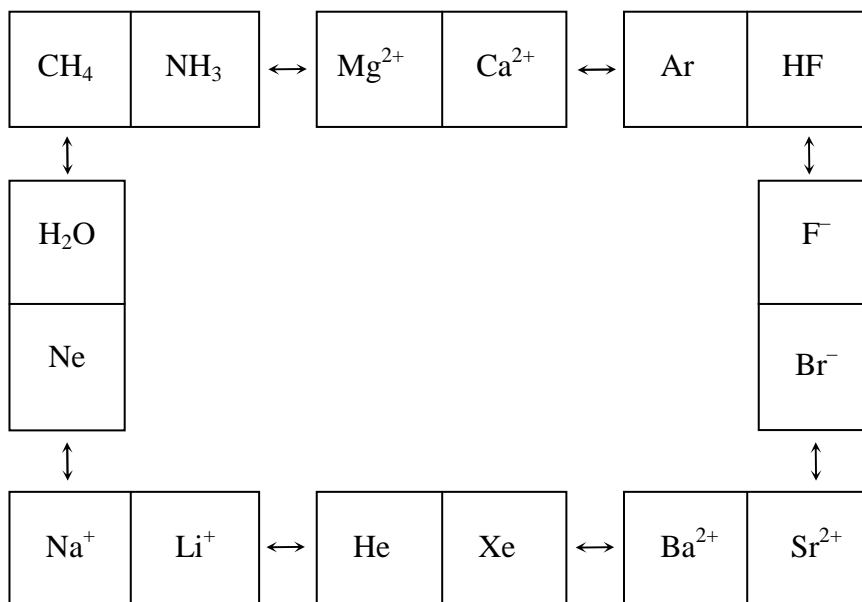 CH₄ NH₃ Mg²⁺ Ca²⁺ Ar HF
H₂O F⁻
Ne Br⁻
Na⁺ Li⁺ He Xe Ba²⁺ Sr²⁺